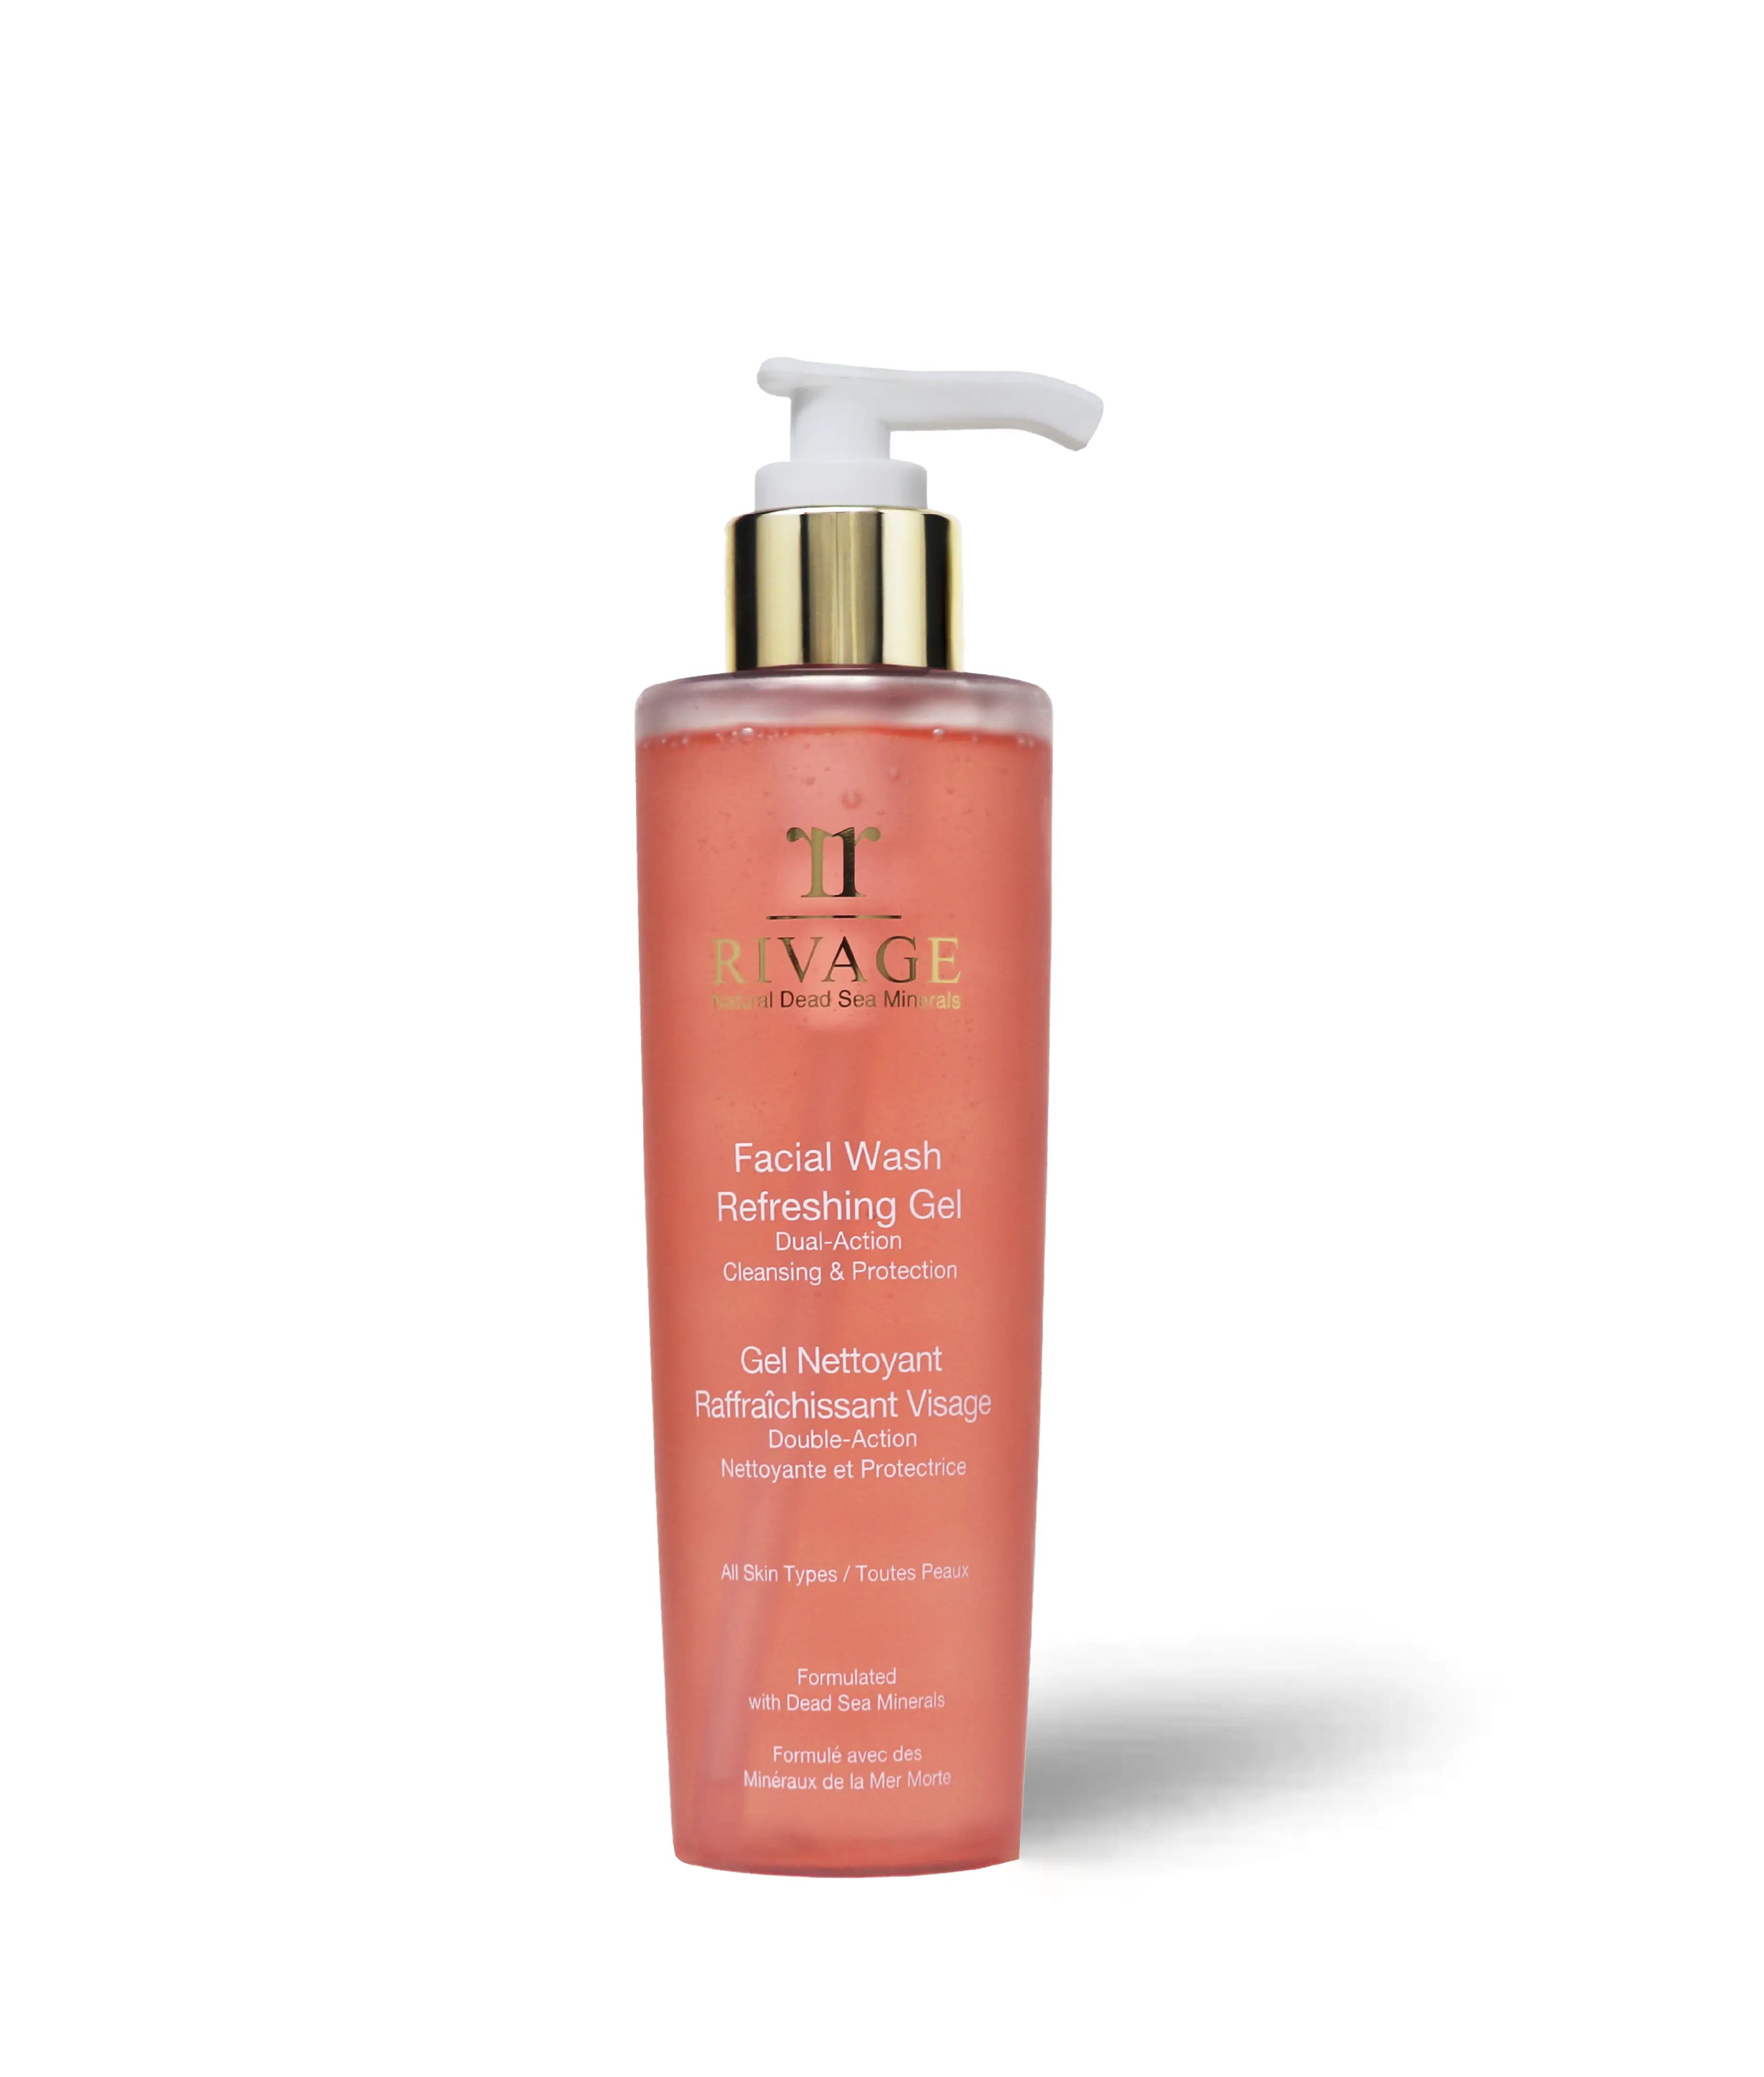 RIVAGE
Natural Dead Sea Minerals
Facial Wash
Refreshing Gel
Dual-Action
Cleansing & Protection
Gel Nettoyant
Raffraîchissant Visage
Double-Action
Nettoyante et Protectrice
All Skin Types / Toutes Peaux
Formulated
with Dead Sea Minerals
Formulé avec des
Minéraux de la Mer Morte